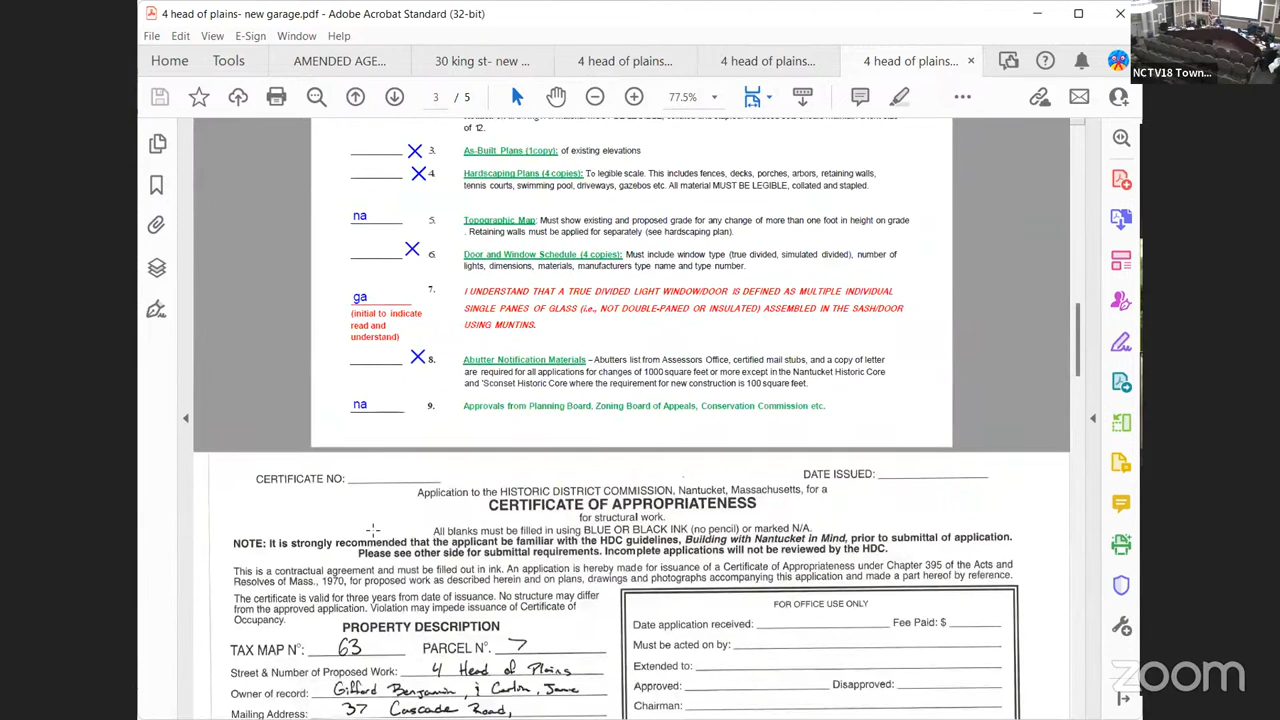 4 head of plains- new garage.pdf - Adobe Acrobat Standard (32-bit)
File Edit View E-Sign Window Help
Home Tools AMENDED AGE... 30 king st- new ... 4 head of plains... 4 head of plains... 4 head of plains... ×
NCTV18 Town...
3 / 5 77.5%
of 12.
3. As-Built Plans (1copy): of existing elevations
4. Hardscaping Plans (4 copies): To legible scale. This includes fences, decks, porches, arbors, retaining walls,
tennis courts, swimming pool, driveways, gazebos etc. All material MUST BE LEGIBLE, collated and stapled.
na 5. Topographic Map: Must show existing and proposed grade for any change of more than one foot in height on grade
. Retaining walls must be applied for separately (see hardscaping plan).
6. Door and Window Schedule (4 copies): Must include window type (true divided, simulated divided), number of
lights, dimensions, materials, manufacturers type name and type number.
ga 7. I UNDERSTAND THAT A TRUE DIVIDED LIGHT WINDOW/DOOR IS DEFINED AS MULTIPLE INDIVIDUAL
SINGLE PANES OF GLASS (i.e., NOT DOUBLE-PANED OR INSULATED) ASSEMBLED IN THE SASH/DOOR
USING MUNTINS.
(initial to indicate
read and
understand)
8. Abutter Notification Materials – Abutters list from Assessors Office, certified mail stubs, and a copy of letter
are required for all applications for changes of 1000 square feet or more except in the Nantucket Historic Core
and 'Sconset Historic Core where the requirement for new construction is 100 square feet.
na 9. Approvals from Planning Board, Zoning Board of Appeals, Conservation Commission etc.
CERTIFICATE NO: DATE ISSUED:
Application to the HISTORIC DISTRICT COMMISSION, Nantucket, Massachusetts, for a
CERTIFICATE OF APPROPRIATENESS
for structural work.
All blanks must be filled in using BLUE OR BLACK INK (no pencil) or marked N/A.
NOTE: It is strongly recommended that the applicant be familiar with the HDC guidelines, Building with Nantucket in Mind, prior to submittal of application.
Please see other side for submittal requirements. Incomplete applications will not be reviewed by the HDC.
This is a contractual agreement and must be filled out in ink. An application is hereby made for issuance of a Certificate of Appropriateness under Chapter 395 of the Acts and
Resolves of Mass., 1970, for proposed work as described herein and on plans, drawings and photographs accompanying this application and made a part hereof by reference.
The certificate is valid for three years from date of issuance. No structure may differ
from the approved application. Violation may impede issuance of Certificate of
Occupancy.
PROPERTY DESCRIPTION
TAX MAP N°: 63 PARCEL N°. 7
Street & Number of Proposed Work: 4 Head of Plains
Owner of record: Gifford Benjamin, & Carlon, Jane
Mailing Address: 37 Cascade Road,
FOR OFFICE USE ONLY
Date application received: Fee Paid: $
Must be acted on by:
Extended to:
Approved: Disapproved:
Chairman:
zoom